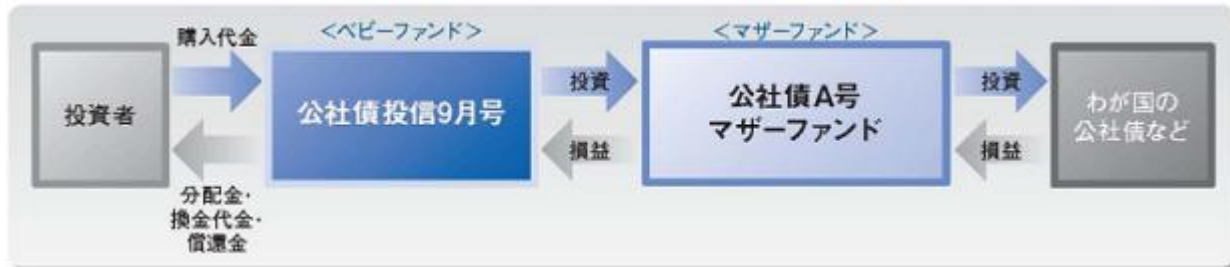 購入代金
<ベビーファンド>
<マザーファンド>
投資者
公社債投信9月号
投資
公社債A号
マザーファンド
投資
わが国の
公社債など
損益
損益
分配金・
換金代金・
償還金